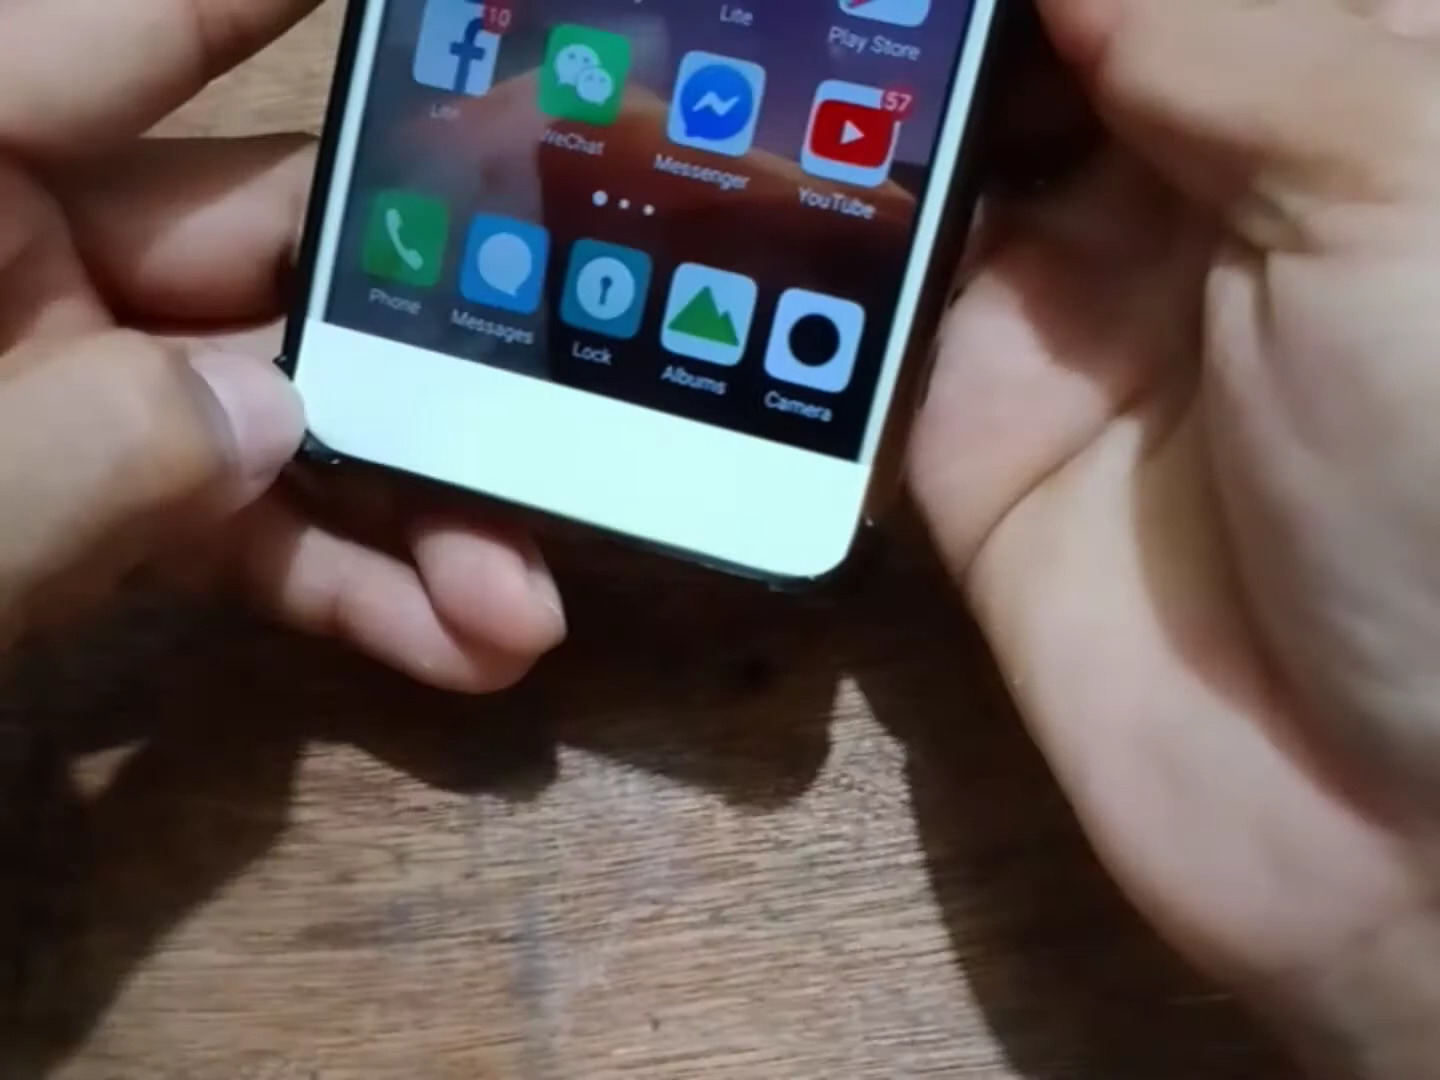 Lite
Play Store
10
57
Lite
WeChat
Messenger
YouTube
Phone
Messages
Lock
Albums
Camera